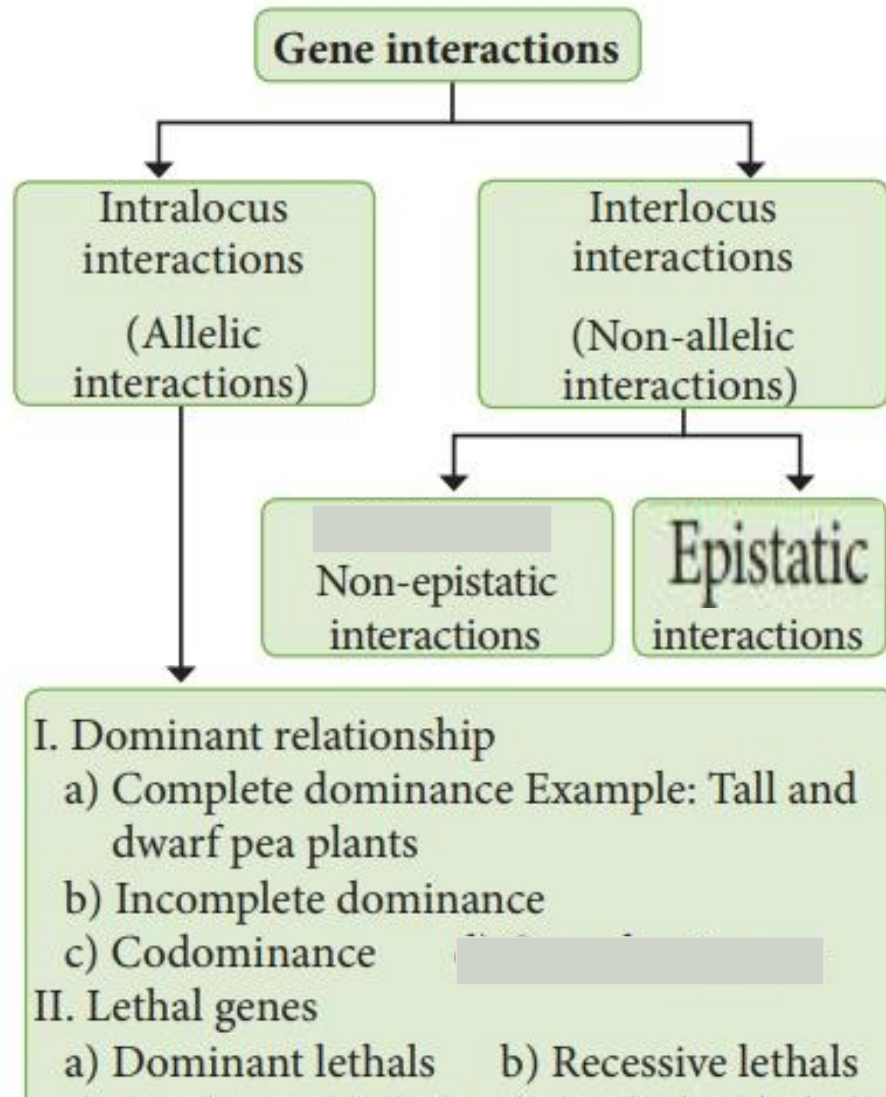 Gene interactions
Intralocus
interactions
(Allelic
interactions)
Interlocus
interactions
(Non-allelic
interactions)
Non-epistatic
interactions
Epistatic
interactions
I. Dominant relationship
a) Complete dominance Example: Tall and
dwarf pea plants
b) Incomplete dominance
c) Codominance
II. Lethal genes
a) Dominant lethals b) Recessive lethals